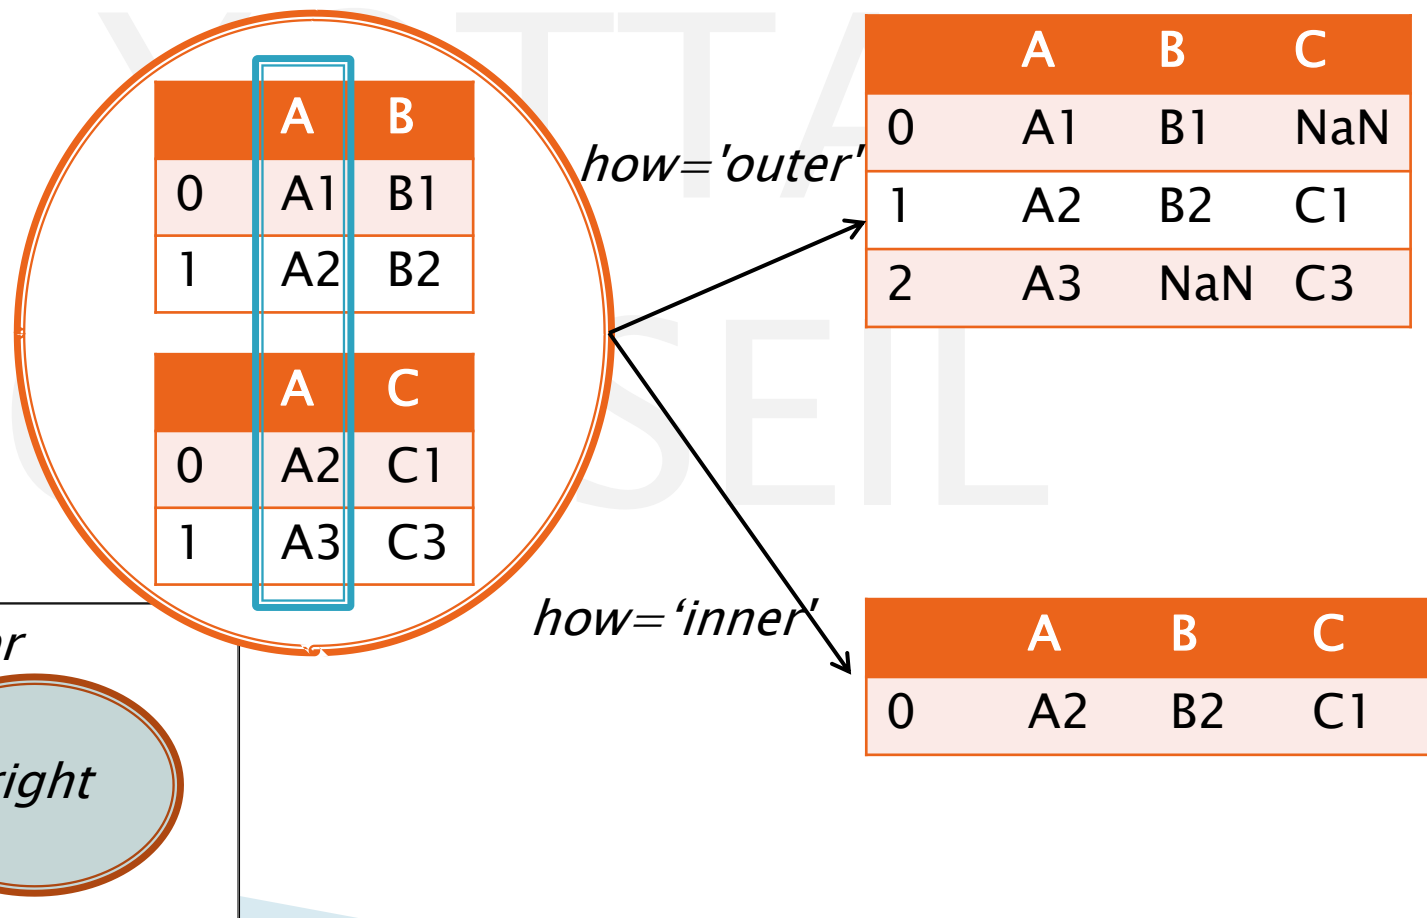 A B
0 A1 B1
1 A2 B2
A C
0 A2 C1
1 A3 C3
how='outer'
A B C
0 A1 B1 NaN
1 A2 B2 C1
2 A3 NaN C3
how=‘inner'
A B C
0 A2 B2 C1